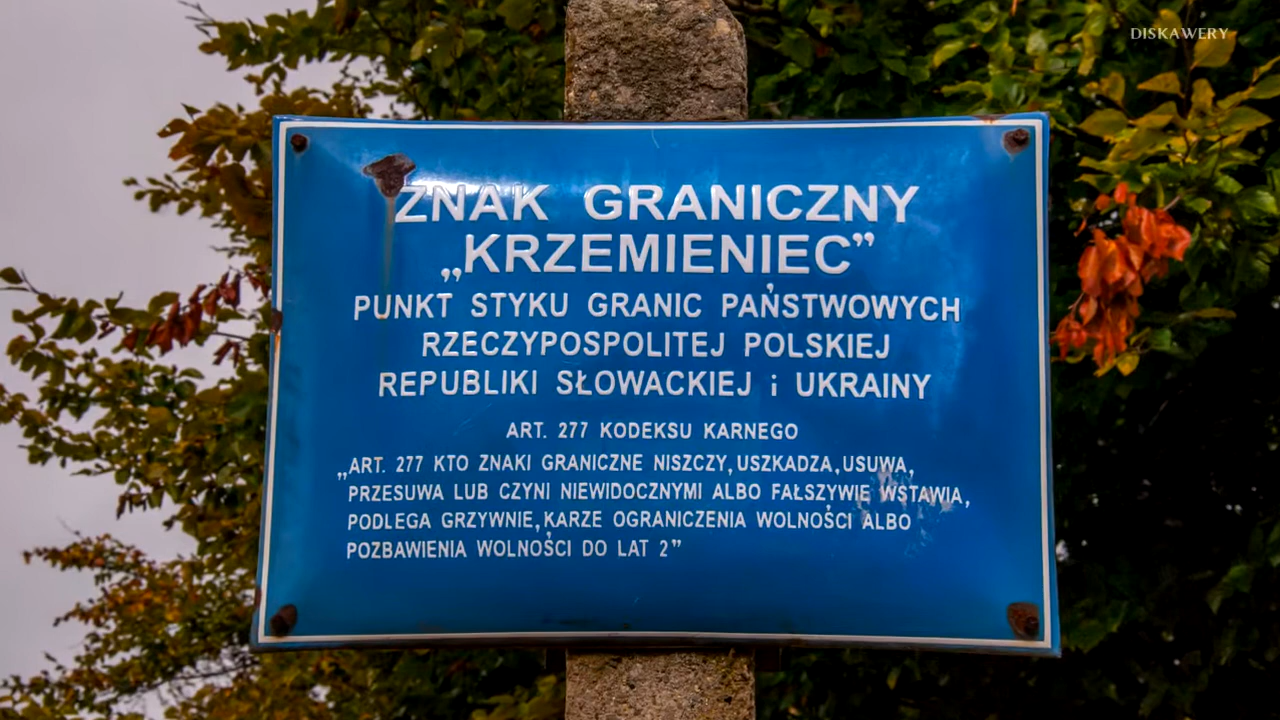 DISKAWERY
ZNAK GRANICZNY
„KRZEMIENIEC”
PUNKT STYKU GRANIC PAŃSTWOWYCH
RZECZYPOSPOLITEJ POLSKIEJ
REPUBLIKI SŁOWACKIEJ i UKRAINY
ART. 277 KODEKSU KARNEGO
„ART. 277 KTO ZNAKI GRANICZNE NISZCZY, USZKADZA, USUWA,
PRZESUWA LUB CZYNI NIEWIDOCZNYMI ALBO FAŁSZYWIE WSTAWIA,
PODLEGA GRZYWNIE, KARZE OGRANICZENIA WOLNOŚCI ALBO
POZBAWIENIA WOLNOŚCI DO LAT 2”